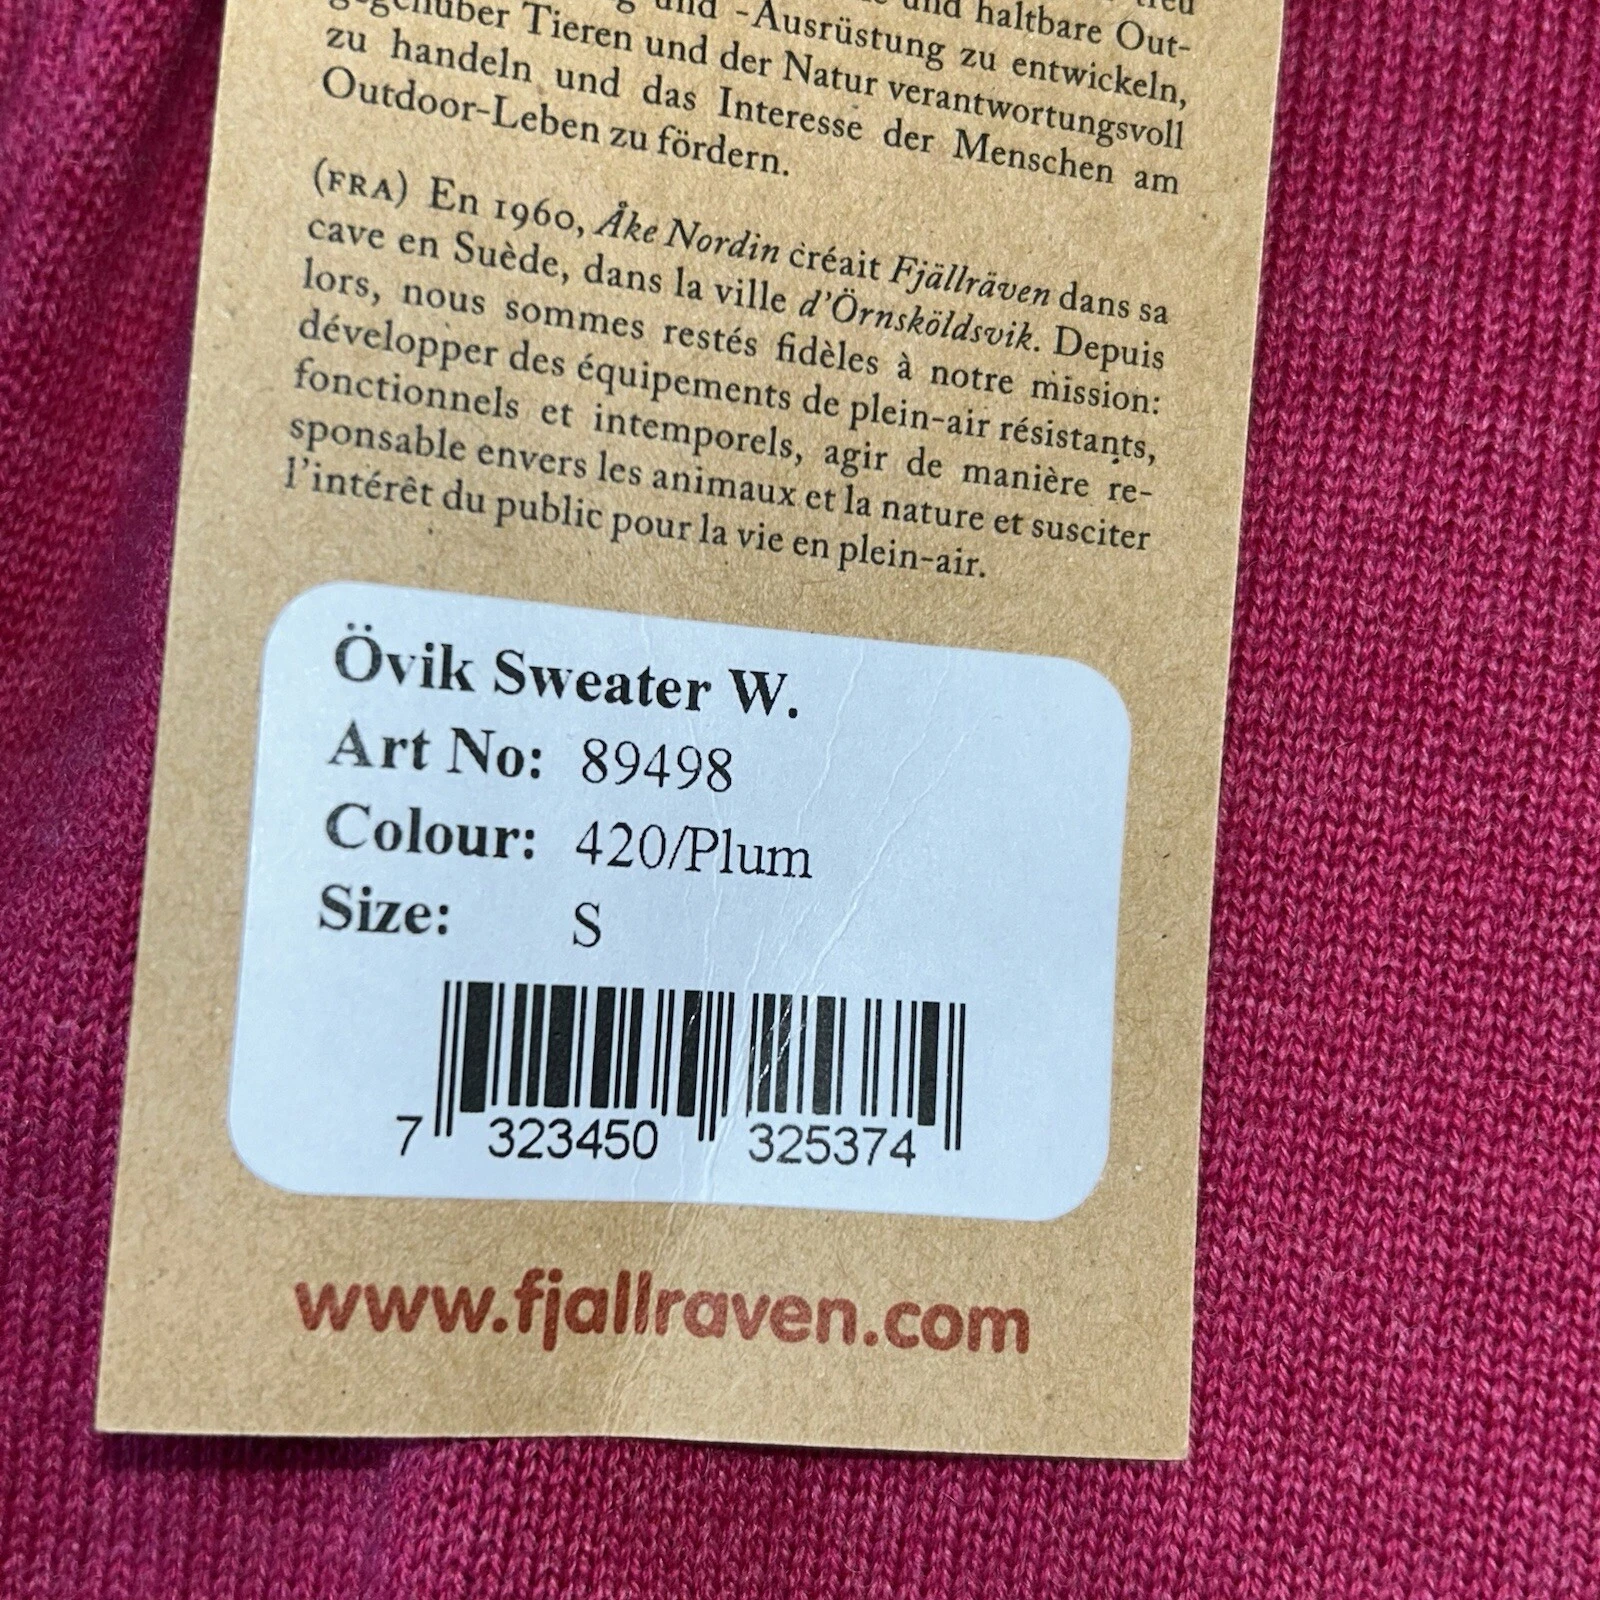 treu
und -Ausrüstung zu entwickeln,
und haltbare Out-
gegenüber Tieren und der Natur verantwortungsvoll
zu handeln und das Interesse der Menschen am
Outdoor-Leben zu fördern.
(FRA) En 1960, Åke Nordin créait Fjällräven dans sa
cave en Suède, dans la ville d'Örnsköldsvik. Depuis
lors, nous sommes restés fidèles à notre mission:
développer des équipements de plein-air résistants,
fonctionnels et intemporels, agir de manière re-
sponsable envers les animaux et la nature et susciter
l'intérêt du public pour la vie en plein-air.
Övik Sweater W.
Art No: 89498
Colour: 420/Plum
Size: S
7 323450 325374
www.fjallraven.com